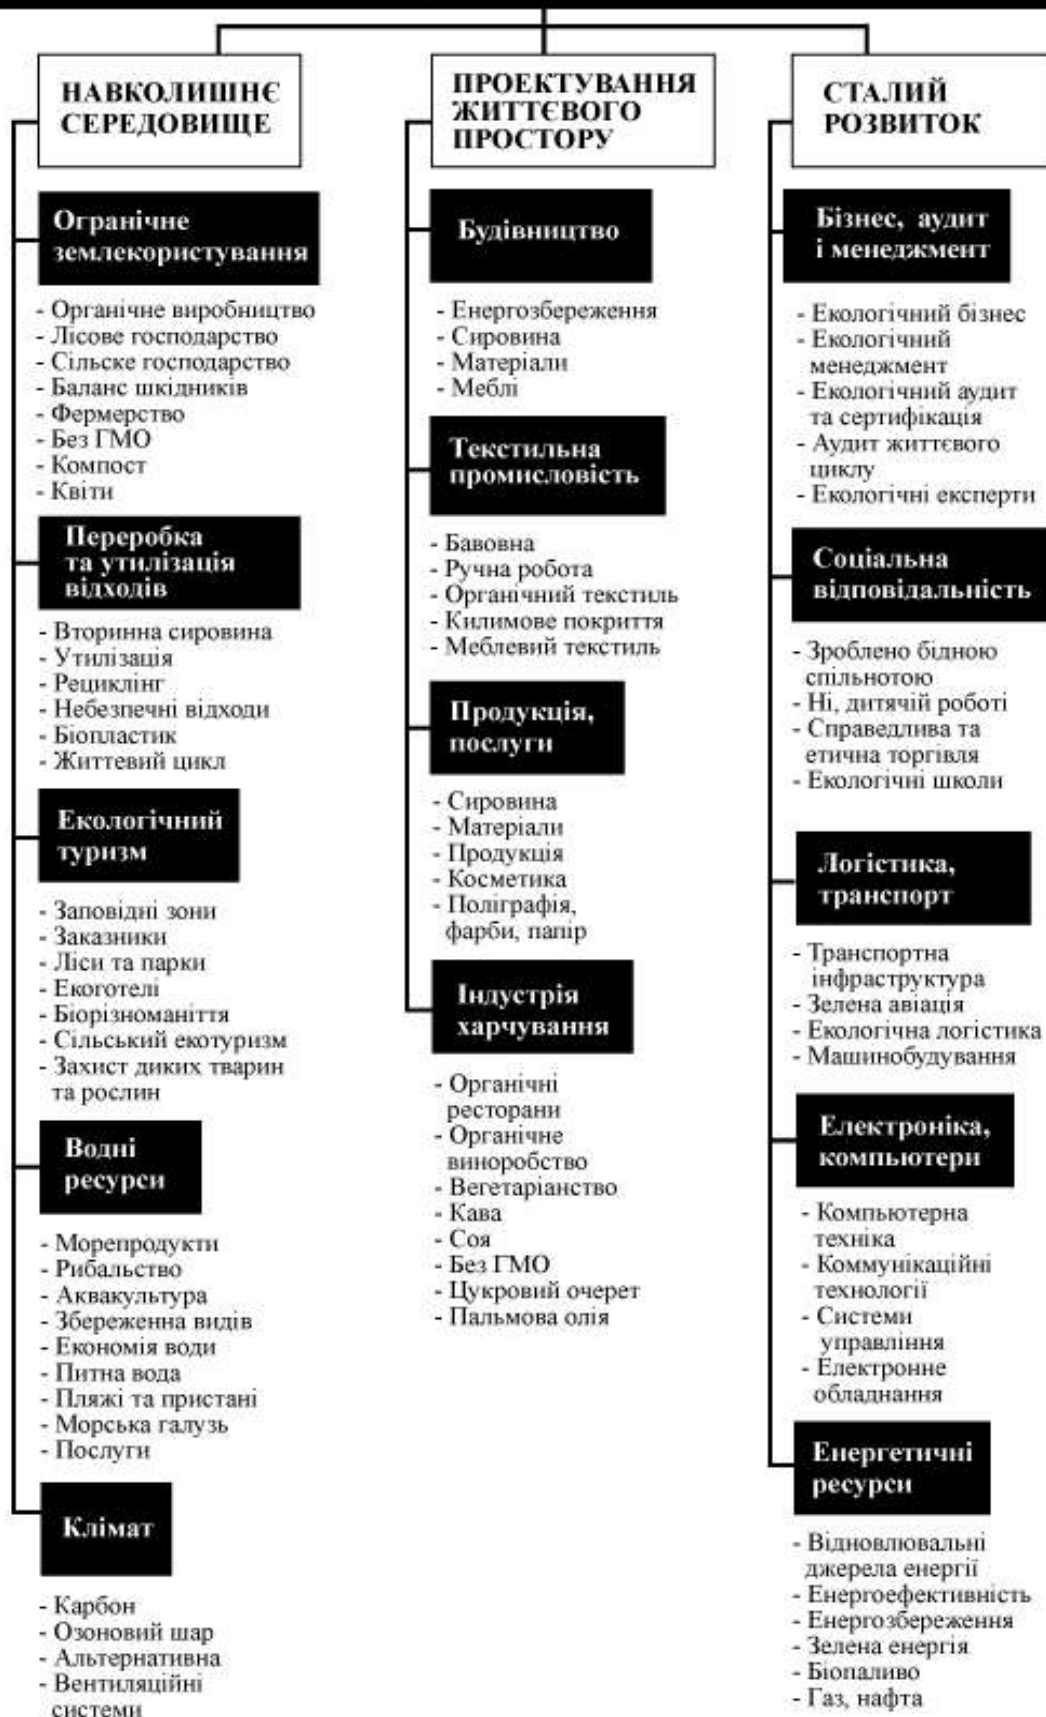 НАВКОЛИШНЄ
СЕРЕДОВИЩЕ
Огранічне
землекористування
- Органічне виробництво
- Лісове господарство
- Сільске господарство
- Баланс шкідників
- Фермерство
- Без ГМО
- Компост
- Квіти
Переробка
та утилізація
відходів
- Вторинна сировина
- Утилізація
- Рециклінг
- Небезпечні відходи
- Біопластик
- Життєвий цикл
Екологічний
туризм
- Заповідні зони
- Заказники
- Ліси та парки
- Екоготелі
- Біорізноманіття
- Сільський екотуризм
- Захист диких тварин
та рослин
Водні
ресурси
- Морепродукти
- Рибальство
- Аквакультура
- Збереженна видів
- Економія води
- Питна вода
- Пляжі та пристані
- Морська галузь
- Послуги
Клімат
- Карбон
- Озоновий шар
- Альтернативна
- Вентиляційні
системи
ПРОЕКТУВАННЯ
ЖИТТЄВОГО
ПРОСТОРУ
Будівництво
- Енергозбереження
- Сировина
- Матеріали
- Меблі
Текстильна
промисловість
- Бавовна
- Ручна робота
- Органічний текстиль
- Килимове покриття
- Меблевий текстиль
Продукція,
послуги
- Сировина
- Матеріали
- Продукція
- Косметика
- Поліграфія,
фарби, папір
Індустрія
харчування
- Органічні
ресторани
- Органічне
виноробство
- Вегетаріанство
- Кава
- Соя
- Без ГМО
- Цукровий очерет
- Пальмова олія
СТАЛИЙ
РОЗВИТОК
Бізнес, аудит
і менеджмент
- Екологічний бізнес
- Екологічний
менеджмент
- Екологічний аудит
та сертифікація
- Аудит життєвого
циклу
- Екологічні експерти
Соціальна
відповідальність
- Зроблено бідною
спільнотою
- Ні, дитячій роботі
- Справедлива та
етична торгівля
- Екологічні школи
Логістика,
транспорт
- Транспортна
інфраструктура
- Зелена авіація
- Екологічна логістика
- Машинобудування
Електроніка,
компьютери
- Компьютерна
техніка
- Коммунікаційні
технології
- Системи
управління
- Електронне
обладнання
Енергетичні
ресурси
- Відновлювальні
джерела енергії
- Енергоефективність
- Енергозбереження
- Зелена енергія
- Біопаливо
- Газ, нафта